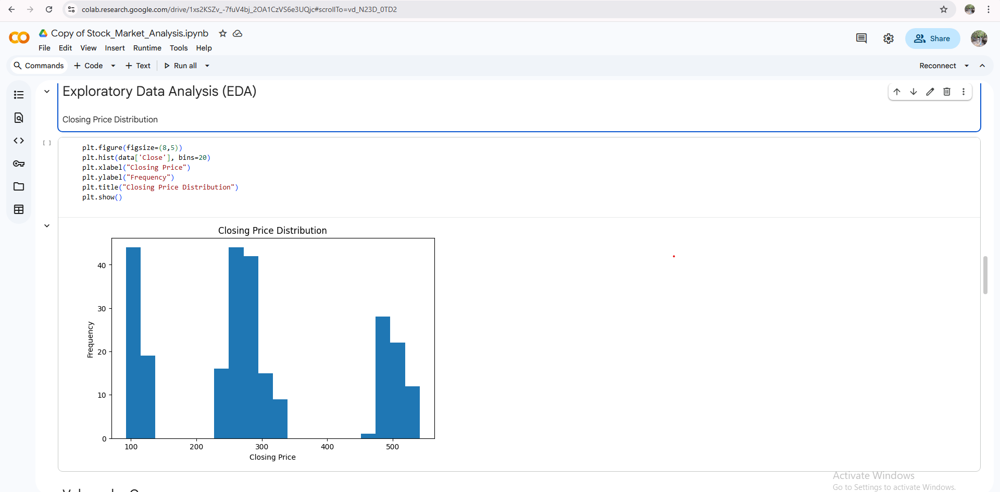 colab.research.google.com/drive/1xs2KSZv_-7fuV4bj_2OA1CzVS6e3UQjc#scrollTo=vd_N23D_0TD2
Copy of Stock_Market_Analysis.ipynb
Share
File Edit View Insert Runtime Tools Help
Commands + Code + Text Run all Reconnect
Exploratory Data Analysis (EDA)
Closing Price Distribution
[ ]
plt.figure(figsize=(8,5))
plt.hist(data['Close'], bins=20)
plt.xlabel("Closing Price")
plt.ylabel("Frequency")
plt.title("Closing Price Distribution")
plt.show()
Closing Price Distribution
40
30
20
10
0
Frequency
100 200 300 400 500
Closing Price
Activate Windows
Go to Settings to activate Windows.